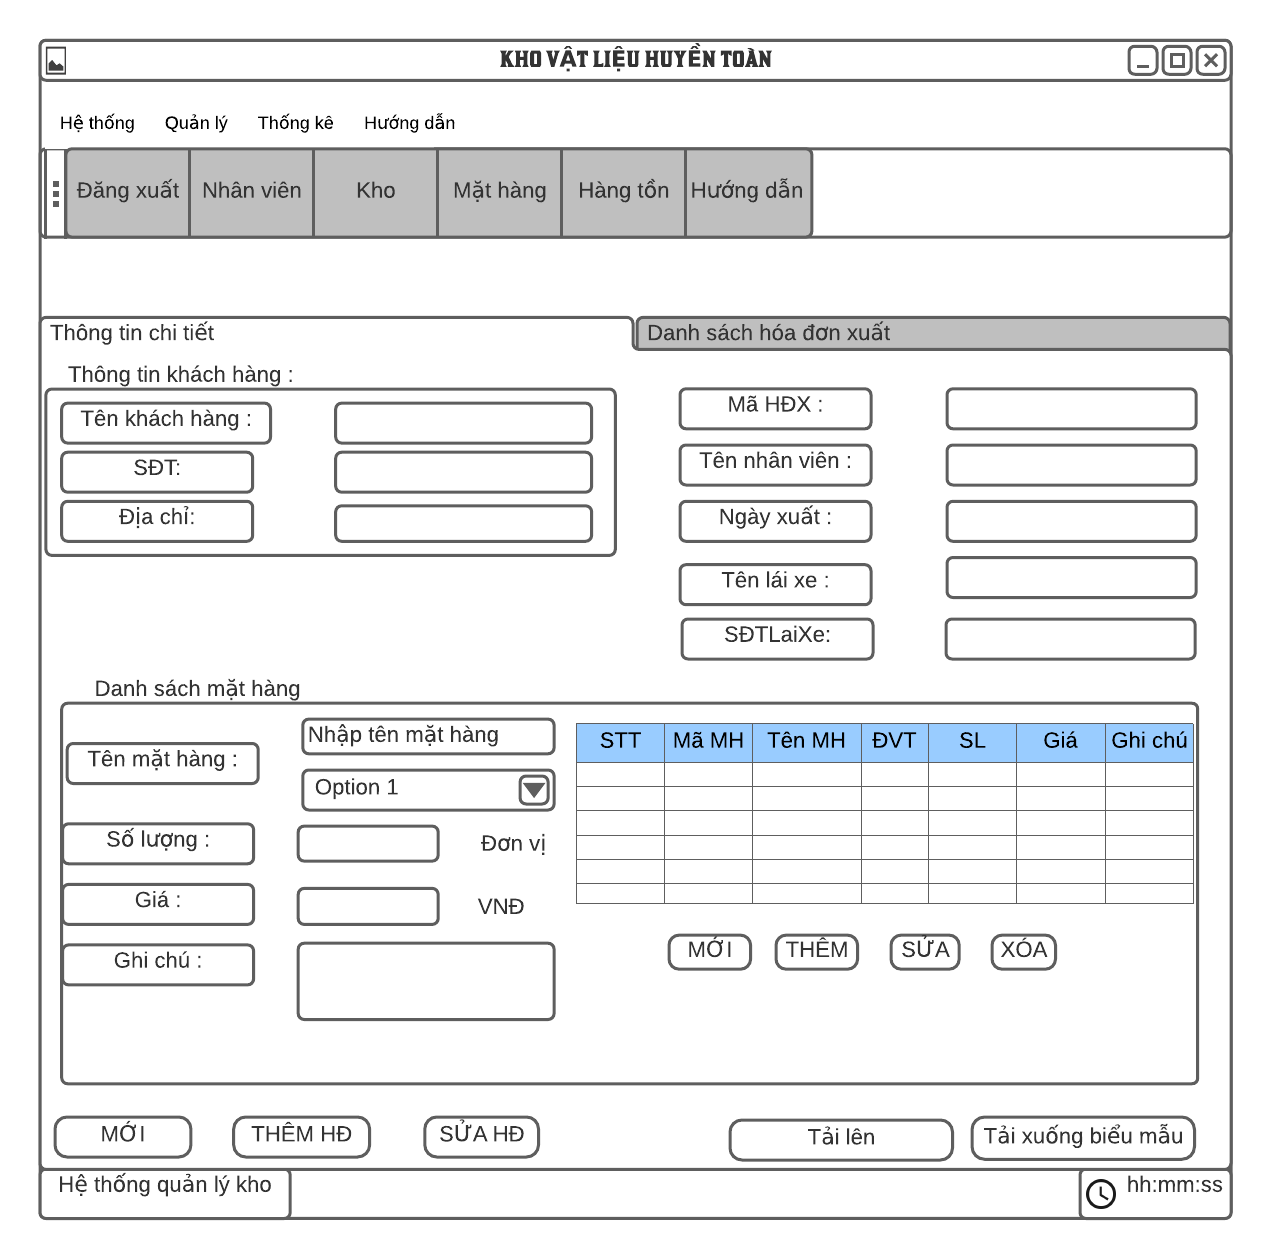 KHO VẬT LIỆU HUYỀN TOÀN
Hệ thống Quản lý Thống kê Hướng dẫn
Đăng xuất Nhân viên Kho Mặt hàng Hàng tồn Hướng dẫn
Thông tin chi tiết Danh sách hóa đơn xuất
Thông tin khách hàng :
Tên khách hàng : Mã HĐX :
SĐT: Tên nhân viên :
Địa chỉ: Ngày xuất :
Tên lái xe :
SĐTLaiXe:
Danh sách mặt hàng
Nhập tên mặt hàng
Tên mặt hàng :
Option 1
STT Mã MH Tên MH ĐVT SL Giá Ghi chú
Số lượng : Đơn vị
Giá : VNĐ
Ghi chú :
MỚI THÊM SỬA XÓA
MỚI THÊM HĐ SỬA HĐ Tải lên Tải xuống biểu mẫu
Hệ thống quản lý kho hh:mm:ss